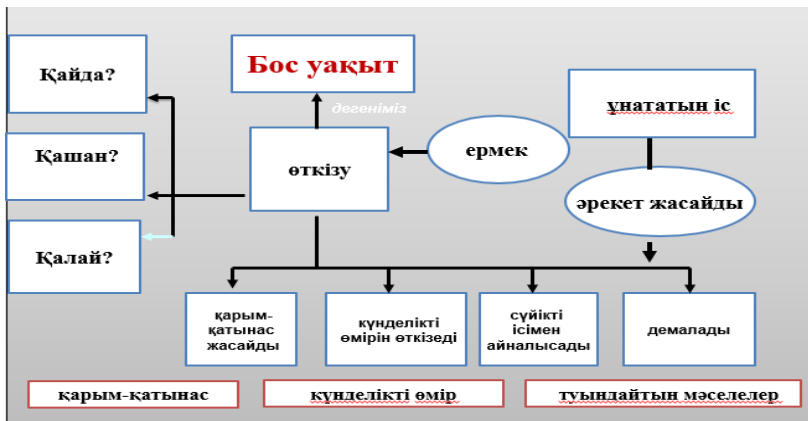 Қайда?
Бос уақыт
дегеніміз
ұнататын іс
Қашан?
өткізу
ермек
әрекет жасайды
Қалай?
қарым-
қатынас
жасайды
күнделікті
өмірін өткізеді
сүйікті
ісімен
айналысады
демалады
қарым-қатынас
күнделікті өмір
туындайтын мәселелер